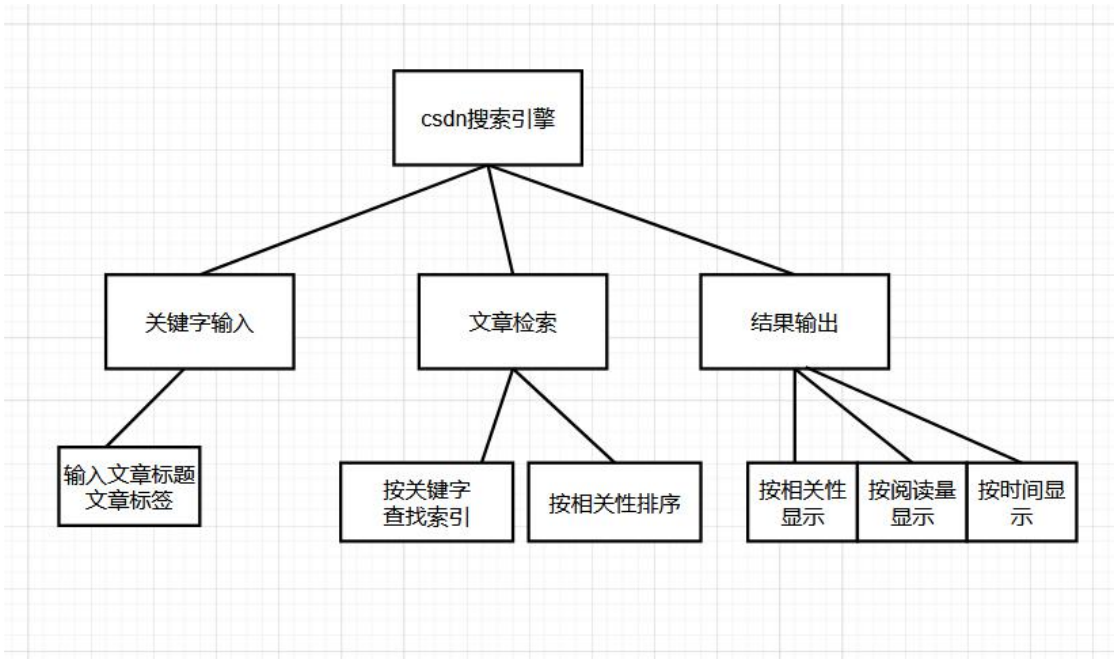 csdn搜索引擎
关键字输入
文章检索
结果输出
输入文章标题
文章标签
按关键字
查找索引
按相关性排序
按相关性
显示
按阅读量
显示
按时间显
示